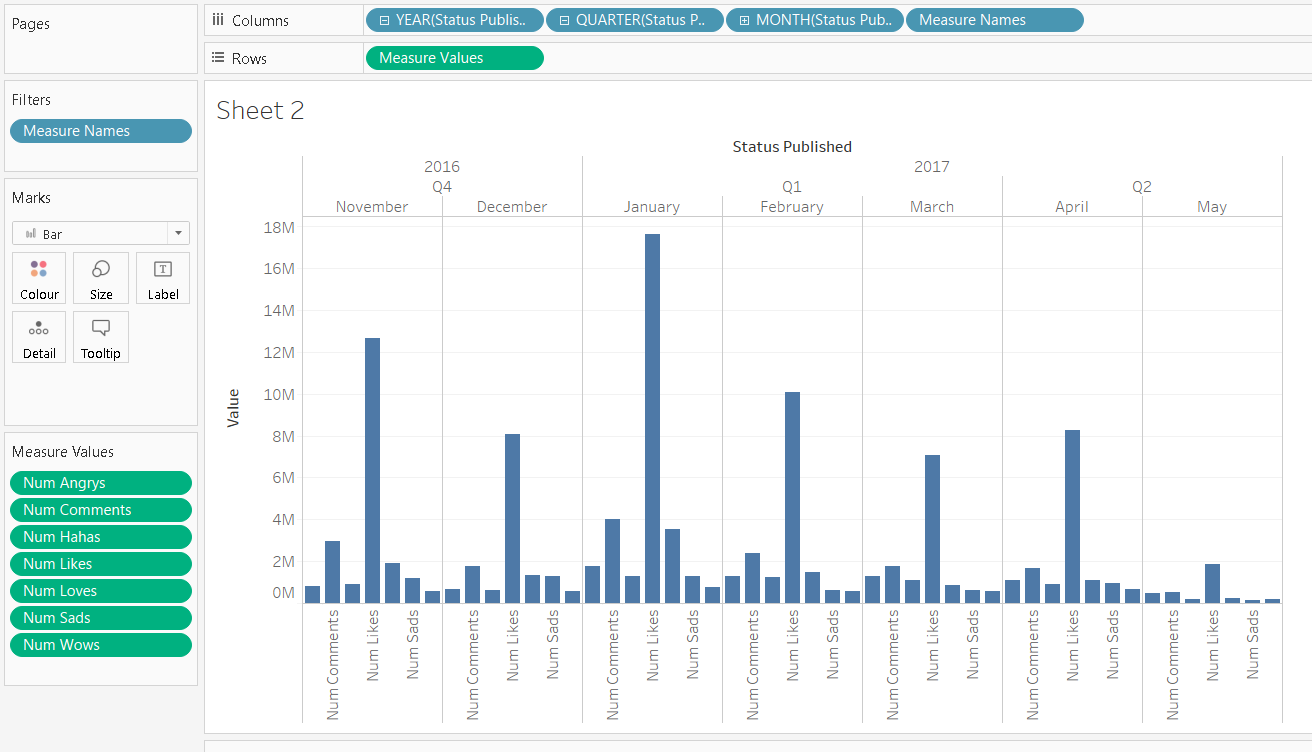 Pages
Columns
YEAR(Status Publis..
QUARTER(Status P..
MONTH(Status Pub..
Measure Names
Rows
Measure Values
Filters
Measure Names
Marks
Bar
Colour
Size
Label
Detail
Tooltip
Measure Values
Num Angrys
Num Comments
Num Hahas
Num Likes
Num Loves
Num Sads
Num Wows
Sheet 2
Status Published
2016
2017
Q4
Q1
Q2
November
December
January
February
March
April
May
Value
18M
16M
14M
12M
10M
8M
6M
4M
2M
0M
Num Comments
Num Likes
Num Sads
Num Comments
Num Likes
Num Sads
Num Comments
Num Likes
Num Sads
Num Comments
Num Likes
Num Sads
Num Comments
Num Likes
Num Sads
Num Comments
Num Likes
Num Sads
Num Comments
Num Likes
Num Sads